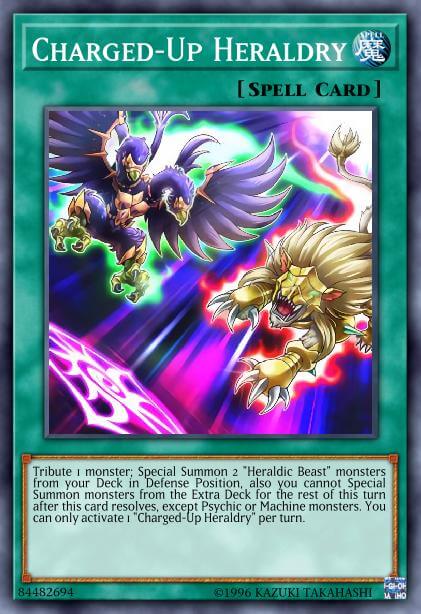 Charged-Up Heraldry
[Spell Card]
Tribute 1 monster; Special Summon 2 "Heraldic Beast" monsters
from your Deck in Defense Position, also you cannot Special
Summon monsters from the Extra Deck for the rest of this turn
after this card resolves, except Psychic or Machine monsters. You
can only activate 1 "Charged-Up Heraldry" per turn.
84482694
©1996 KAZUKI TAKAHASHI